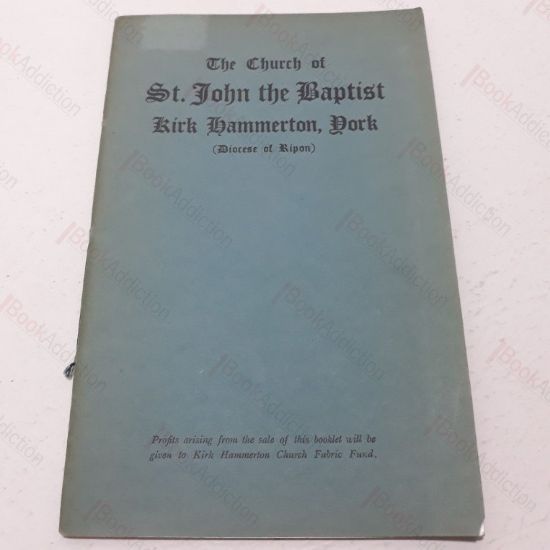 The Church of
St. John the Baptist
Kirk Hammerton, York
(Diocese of Ripon)
Profits arising from the sale of this booklet will be
given to Kirk Hammerton Church Fabric Fund.
BookAddiction